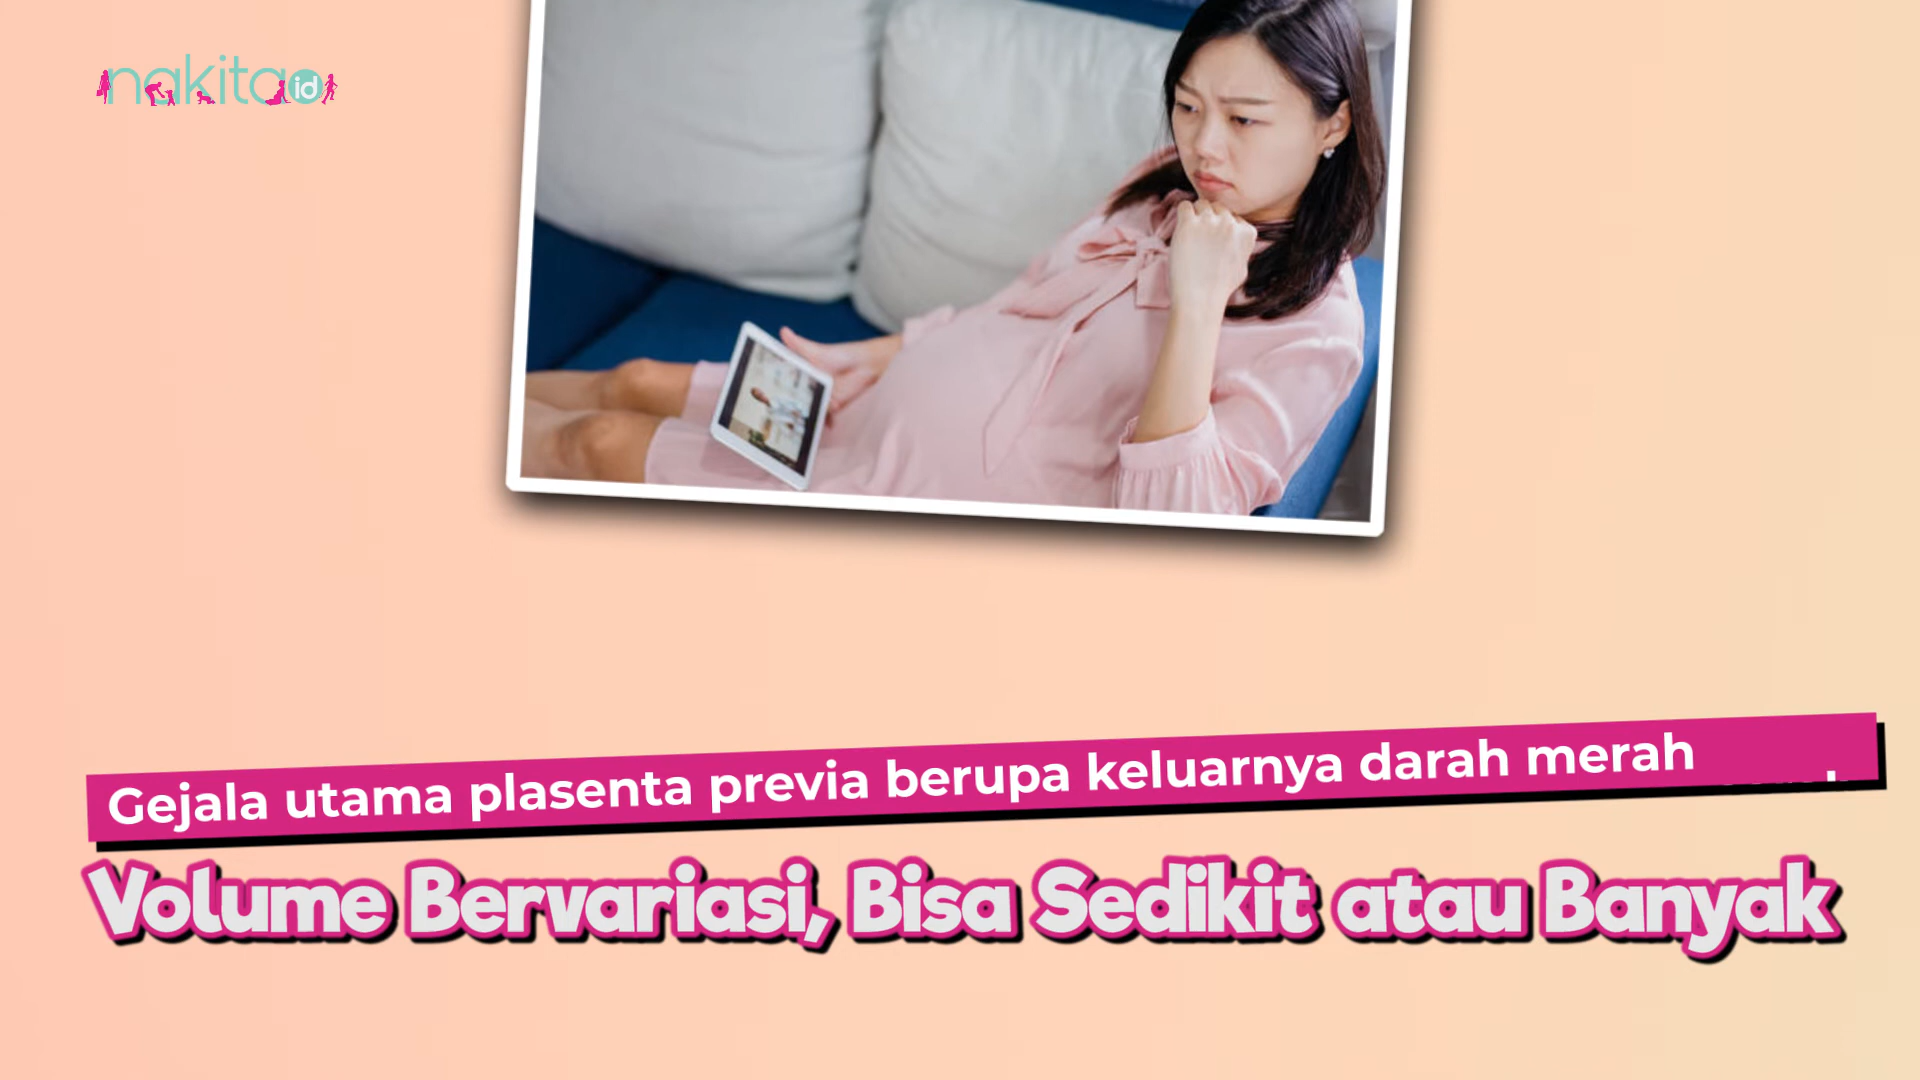 nakita id
Gejala utama plasenta previa berupa keluarnya darah merah
Volume Bervariasi, Bisa Sedikit atau Banyak